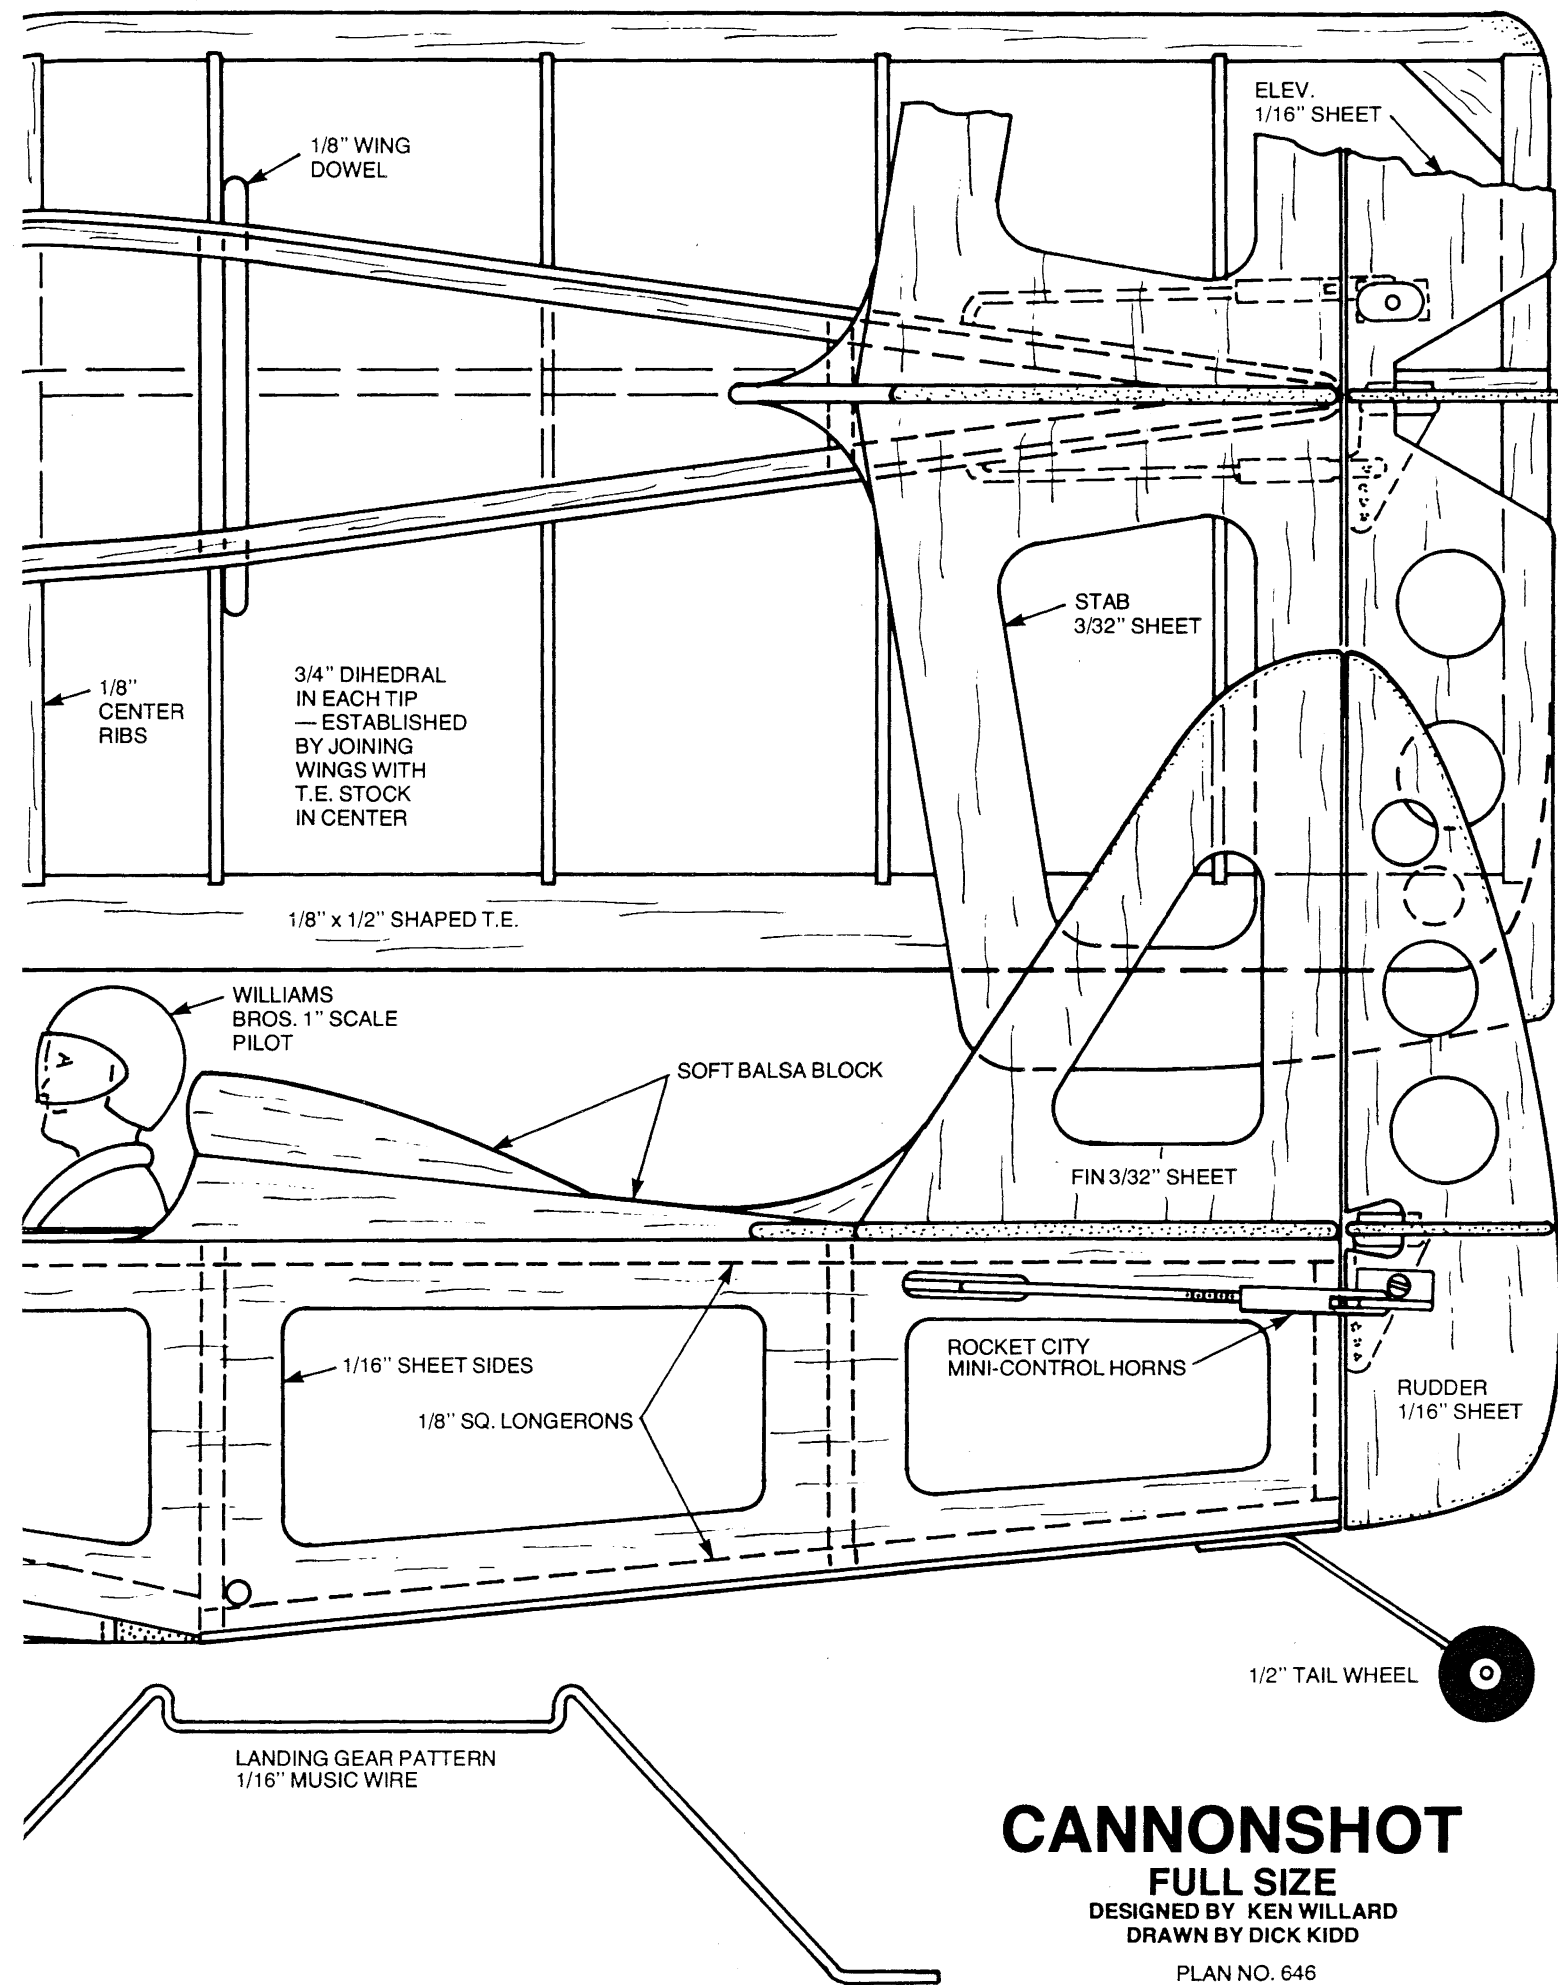 ELEV.
1/16" SHEET
1/8" WING
DOWEL
STAB
3/32" SHEET
1/8"
CENTER
RIBS
3/4" DIHEDRAL
IN EACH TIP
— ESTABLISHED
BY JOINING
WINGS WITH
T.E. STOCK
IN CENTER
1/8" x 1/2" SHAPED T.E.
WILLIAMS
BROS. 1" SCALE
PILOT
SOFT BALSA BLOCK
FIN 3/32" SHEET
ROCKET CITY
MINI-CONTROL HORNS
1/16" SHEET SIDES
1/8" SQ. LONGERONS
RUDDER
1/16" SHEET
1/2" TAIL WHEEL
LANDING GEAR PATTERN
1/16" MUSIC WIRE
CANNONSHOT
FULL SIZE
DESIGNED BY KEN WILLARD
DRAWN BY DICK KIDD
PLAN NO. 646